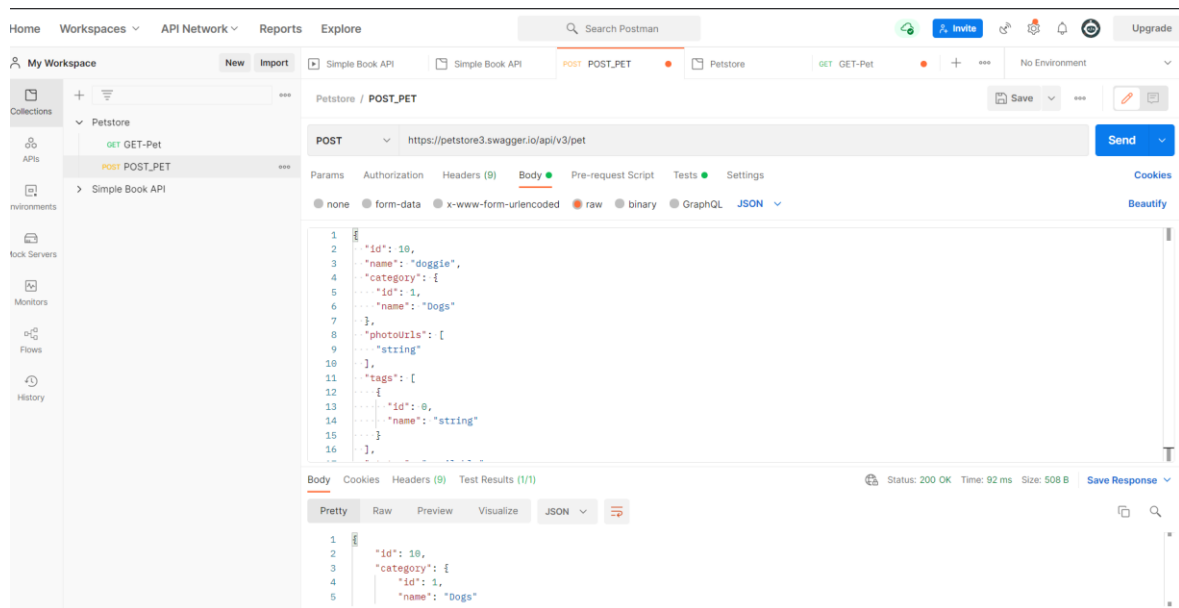 Home Workspaces API Network Reports Explore Search Postman Invite Upgrade
My Workspace New Import Simple Book API Simple Book API POST POST_PET Petstore GET GET-Pet No Environment
Collections
Petstore / POST_PET Save
Petstore
GET GET-Pet
POST POST_PET
Simple Book API
APIs
nvironments
Mock Servers
Monitors
Flows
History
POST https://petstore3.swagger.io/api/v3/pet Send
Params Authorization Headers (9) Body Pre-request Script Tests Settings Cookies
none form-data x-www-form-urlencoded raw binary GraphQL JSON Beautify
1 {
2 "id": 10,
3 "name": "doggie",
4 "category": {
5 "id": 1,
6 "name": "Dogs"
7 },
8 "photoUrls": [
9 "string"
10 ],
11 "tags": [
12 {
13 "id": 0,
14 "name": "string"
15 }
16 ],
Body Cookies Headers (9) Test Results (1/1) Status: 200 OK Time: 92 ms Size: 508 B Save Response
Pretty Raw Preview Visualize JSON
1 {
2 "id": 10,
3 "category": {
4 "id": 1,
5 "name": "Dogs"